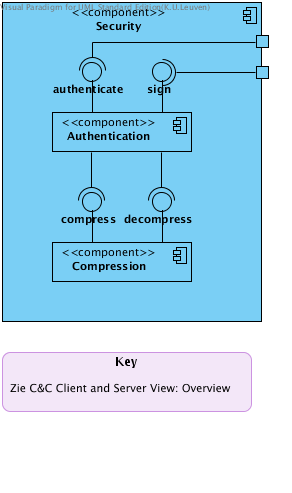 Visual Paradigm for UML Standard Edition(K.U.Leuven)
<<component>>
Security
authenticate sign
<<component>>
Authentication
compress decompress
<<component>>
Compression
Key
Zie C&C Client and Server View: Overview